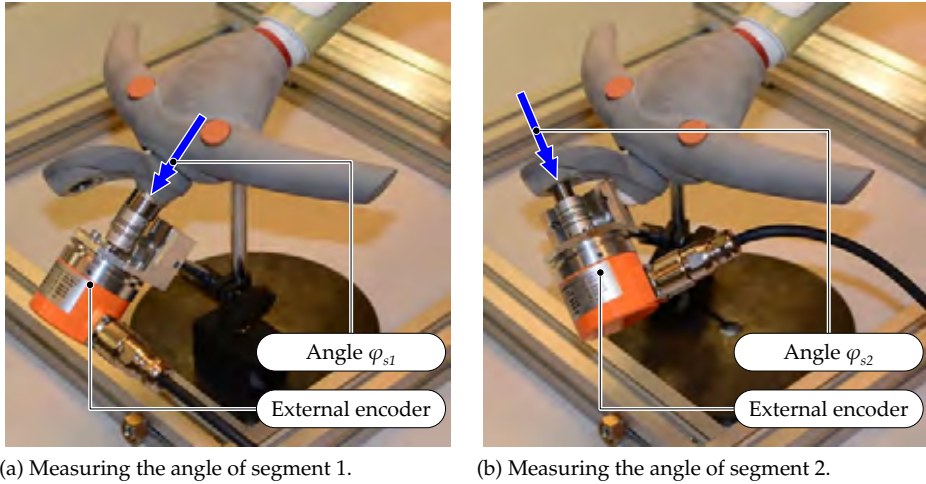 Angle φs1
External encoder
Angle φs2
External encoder
(a) Measuring the angle of segment 1.
(b) Measuring the angle of segment 2.